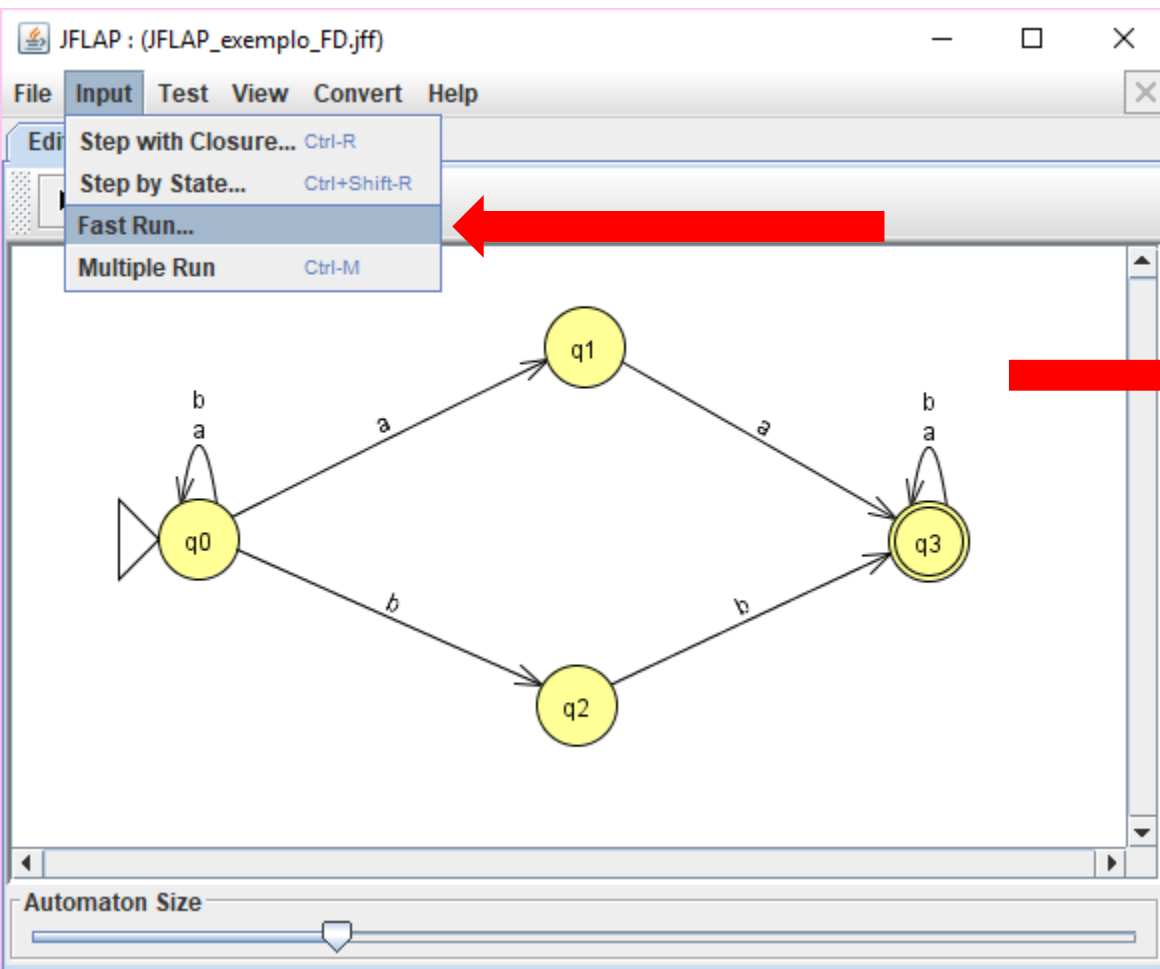 JFLAP : (JFLAP_exemplo_FD.jff)
File Input Test View Convert Help
Edi
Step with Closure... Ctrl-R
Step by State... Ctrl+Shift-R
Fast Run...
Multiple Run Ctrl-M
q1
b
a
a
a
b
a
q0
q3
b
b
q2
Automaton Size